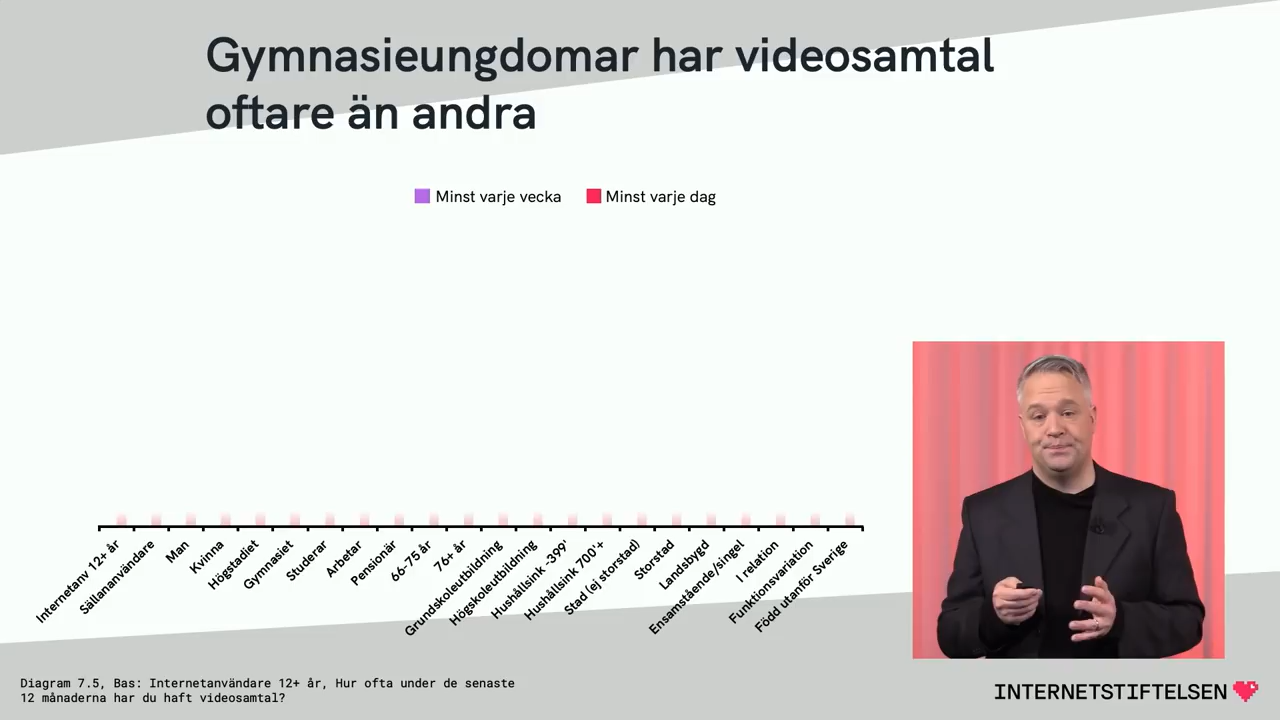 Gymnasieungdomar har videosamtal
oftare än andra
Minst varje vecka
Minst varje dag
Internetanv 12+ år
Sällananvändare
Man
Kvinna
Högstadiet
Gymnasiet
Studerar
Arbetar
Pensionär
66-75 år
76+ år
Grundskoleutbildning
Högskoleutbildning
Hushållsink -399'
Hushållsink 700'+
Stad (ej storstad)
Storstad
Landsbygd
Ensamstående/singel
I relation
Funktionsvariation
Född utanför Sverige
Diagram 7.5, Bas: Internetanvändare 12+ år, Hur ofta under de senaste
12 månaderna har du haft videosamtal?
INTERNETSTIFTELSEN